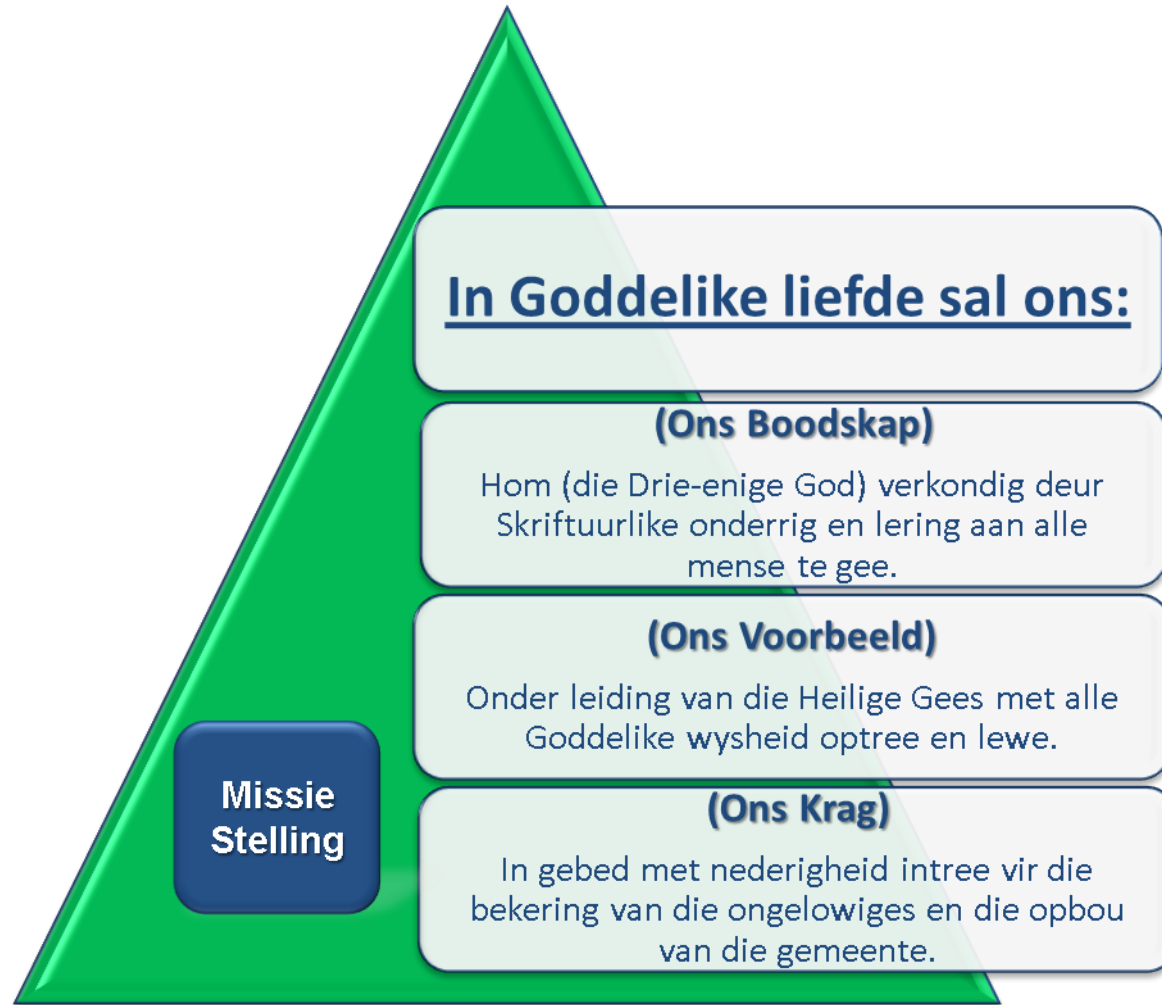 In Goddelike liefde sal ons:
(Ons Boodskap)
Hom (die Drie-enige God) verkondig deur
Skriftuurlike onderrig en lering aan alle
mense te gee.
(Ons Voorbeeld)
Onder leiding van die Heilige Gees met alle
Goddelike wysheid optree en lewe.
(Ons Krag)
In gebed met nederigheid intree vir die
bekering van die ongelowiges en die opbou
van die gemeente.
Missie
Stelling